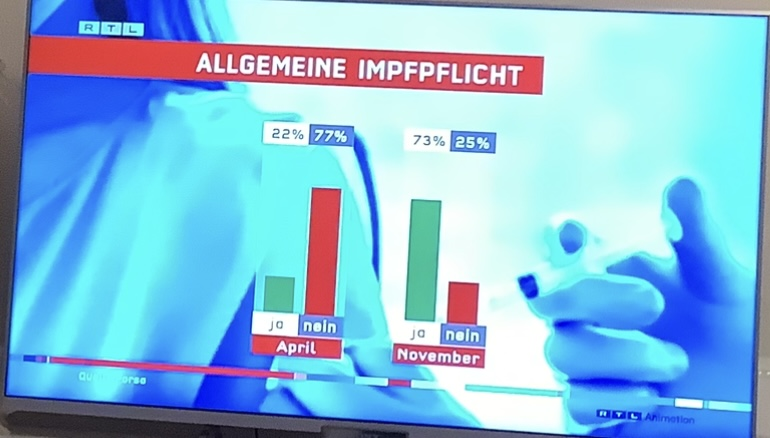 RTL
ALLGEMEINE IMPFPFLICHT
22% 77%
73% 25%
ja nein
ja nein
April
November
RTL Animation